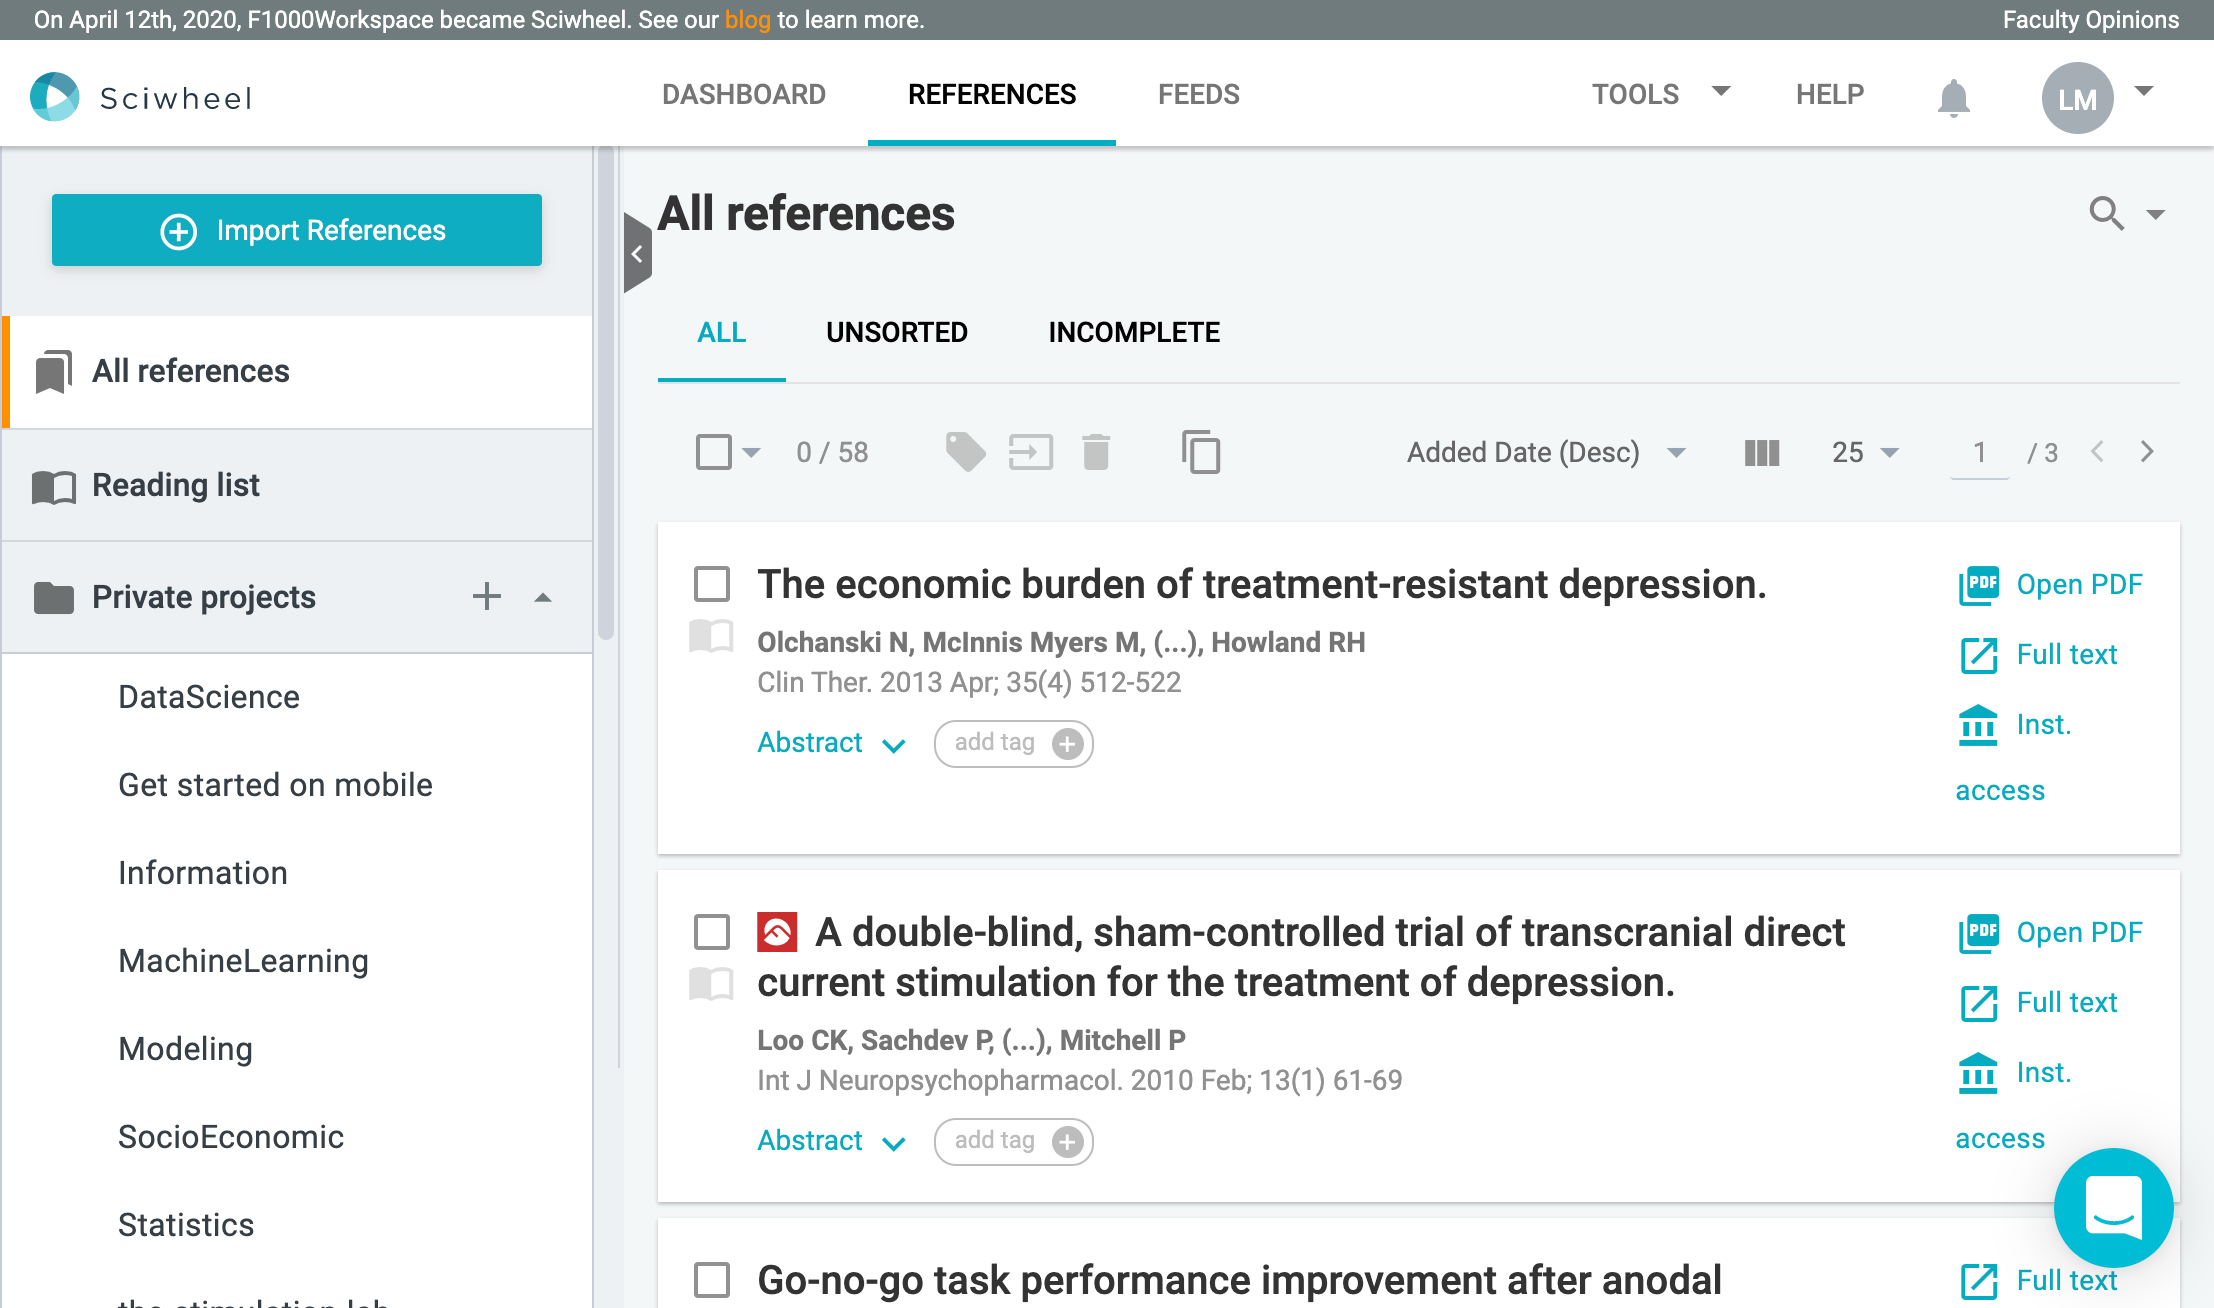 On April 12th, 2020, F1000Workspace became Sciwheel. See our blog to learn more.
Faculty Opinions
Sciwheel
DASHBOARD
REFERENCES
FEEDS
TOOLS
HELP
LM
Import References
All references
Reading list
Private projects
DataScience
Get started on mobile
Information
MachineLearning
Modeling
SocioEconomic
Statistics
All references
ALL
UNSORTED
INCOMPLETE
0 / 58
Added Date (Desc)
25
1
/ 3
The economic burden of treatment-resistant depression.
Olchanski N, McInnis Myers M, (...), Howland RH
Clin Ther. 2013 Apr; 35(4) 512-522
Abstract
add tag
PDF
Open PDF
Full text
Inst.
access
A double-blind, sham-controlled trial of transcranial direct
current stimulation for the treatment of depression.
Loo CK, Sachdev P, (...), Mitchell P
Int J Neuropsychopharmacol. 2010 Feb; 13(1) 61-69
Abstract
add tag
PDF
Open PDF
Full text
Inst.
access
Go-no-go task performance improvement after anodal
Full text